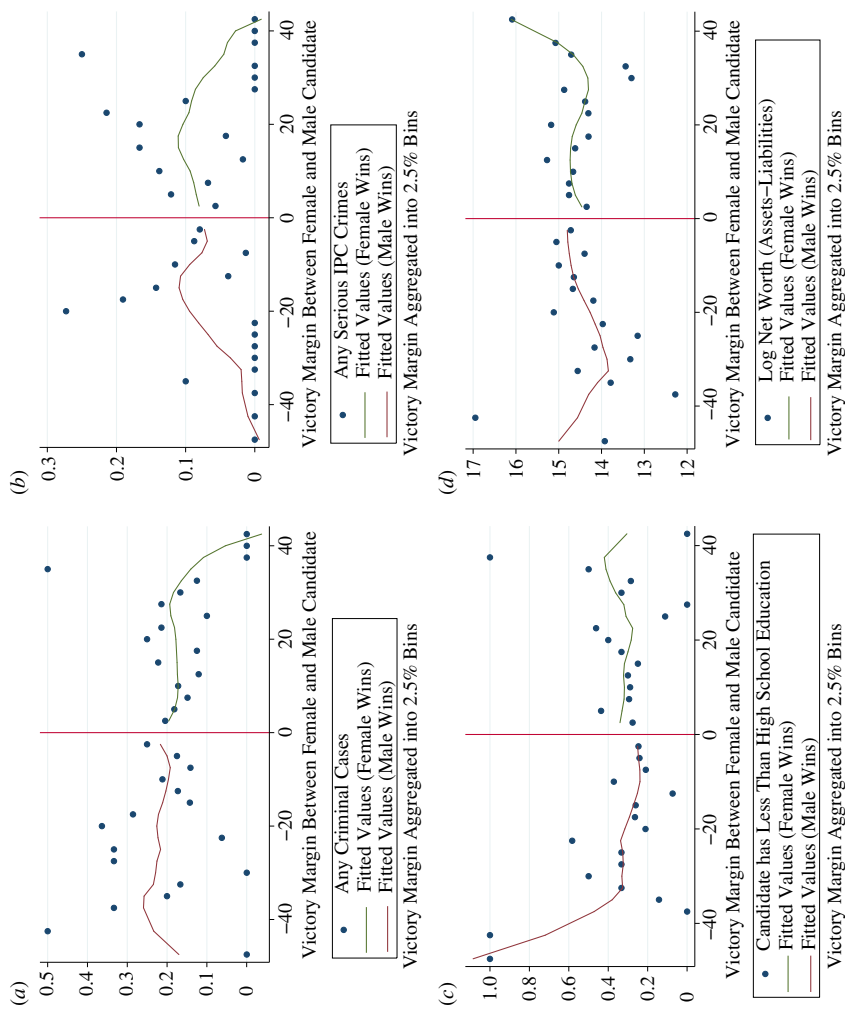 (a)
0.5
0.4
0.3
0.2
0.1
0
−40 −20 0 20 40
Victory Margin Between Female and Male Candidate
Any Criminal Cases
Fitted Values (Female Wins)
Fitted Values (Male Wins)
Victory Margin Aggregated into 2.5% Bins
(b)
0.3
0.2
0.1
0
−40 −20 0 20 40
Victory Margin Between Female and Male Candidate
Any Serious IPC Crimes
Fitted Values (Female Wins)
Fitted Values (Male Wins)
Victory Margin Aggregated into 2.5% Bins
(c)
1.0
0.8
0.6
0.4
0.2
0
−40 −20 0 20 40
Victory Margin Between Female and Male Candidate
Candidate has Less Than High School Education
Fitted Values (Female Wins)
Fitted Values (Male Wins)
Victory Margin Aggregated into 2.5% Bins
(d)
17
16
15
14
13
12
−40 −20 0 20 40
Victory Margin Between Female and Male Candidate
Log Net Worth (Assets–Liabilities)
Fitted Values (Female Wins)
Fitted Values (Male Wins)
Victory Margin Aggregated into 2.5% Bins